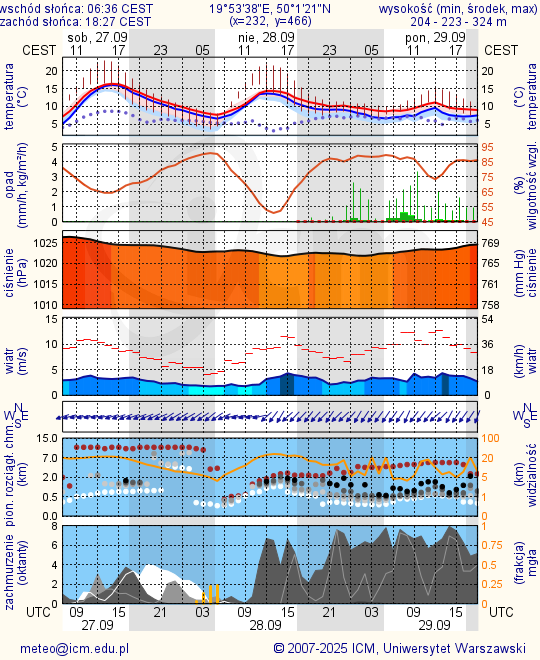 wschód słońca: 06:36 CEST 19°53'38"E, 50°1'21"N wysokość (min, środek, max)
zachód słońca: 18:27 CEST (x=232, y=466) 204 - 223 - 324 m
sob, 27.09 nie, 28.09 pon, 29.09
CEST 11 17 23 05 11 17 23 05 11 17 CEST
temperatura (°C) 20 15 10 5 20 15 10 5 (°C) temperatura
opad (mm/h, kg/m²/h) 5 4 3 2 1 0 95 85 75 65 55 45 (%) wilgotność wzgl.
ciśnienie (hPa) 1025 1020 1015 1010 769 765 761 758 (mm Hg) ciśnienie
wiatr (m/s) 15 10 5 0 54 36 18 0 (km/h) wiatr
N W E S N W E S
pion. rozciągł. chm. (km) 15.0 7.0 2.0 0.5 0.0 100 20 5 1 0 (km) widzialność
zachmurzenie (oktanty) 8 6 4 2 0 1 0.75 0.5 0.25 0 (frakcja) mgła
UTC 09 15 21 03 09 15 21 03 09 15 UTC
27.09 28.09 29.09
meteo@icm.edu.pl © 2007-2025 ICM, Uniwersytet Warszawski